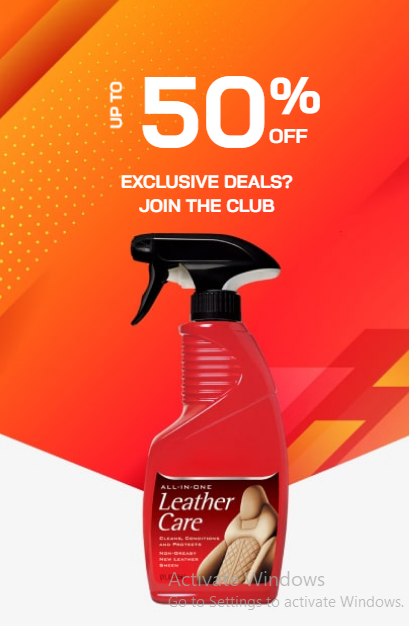 UP TO
50%
OFF
EXCLUSIVE DEALS?
JOIN THE CLUB
ALL-IN-ONE
Leather
Care
CLEANS, CONDITIONS
AND PROTECTS
NON-GREASY
NEW LEATHER
SHEEN
Activate Windows
Go to Settings to activate Windows.